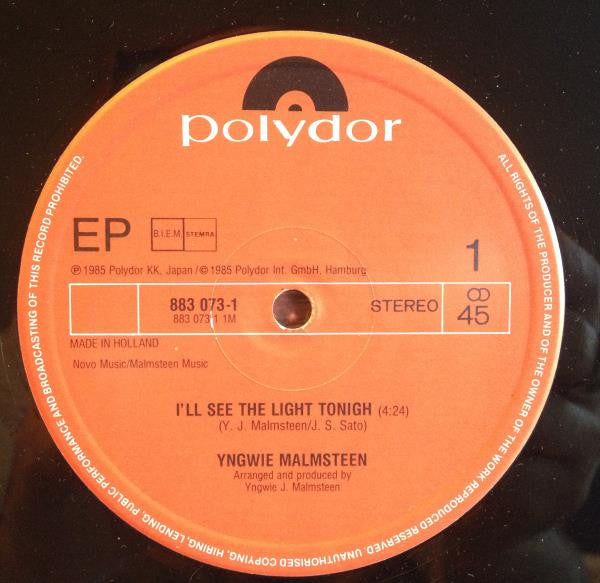 polydor
EP
B.I.E.M. STEMRA
℗ 1985 Polydor KK, Japan / © 1985 Polydor Int. GmbH, Hamburg
1
883 073-1
883 073 1 1M
STEREO
45
MADE IN HOLLAND
Novo Music/Malmsteen Music
I'LL SEE THE LIGHT TONIGH (4:24)
(Y. J. Malmsteen/J. S. Sato)
YNGWIE MALMSTEEN
Arranged and produced by
Yngwie J. Malmsteen
ALL RIGHTS OF THE PRODUCER AND OF THE OWNER OF THE WORK REPRODUCED RESERVED. UNAUTHORISED COPYING, HIRING, LENDING, PUBLIC PERFORMANCE AND BROADCASTING OF THIS RECORD PROHIBITED.